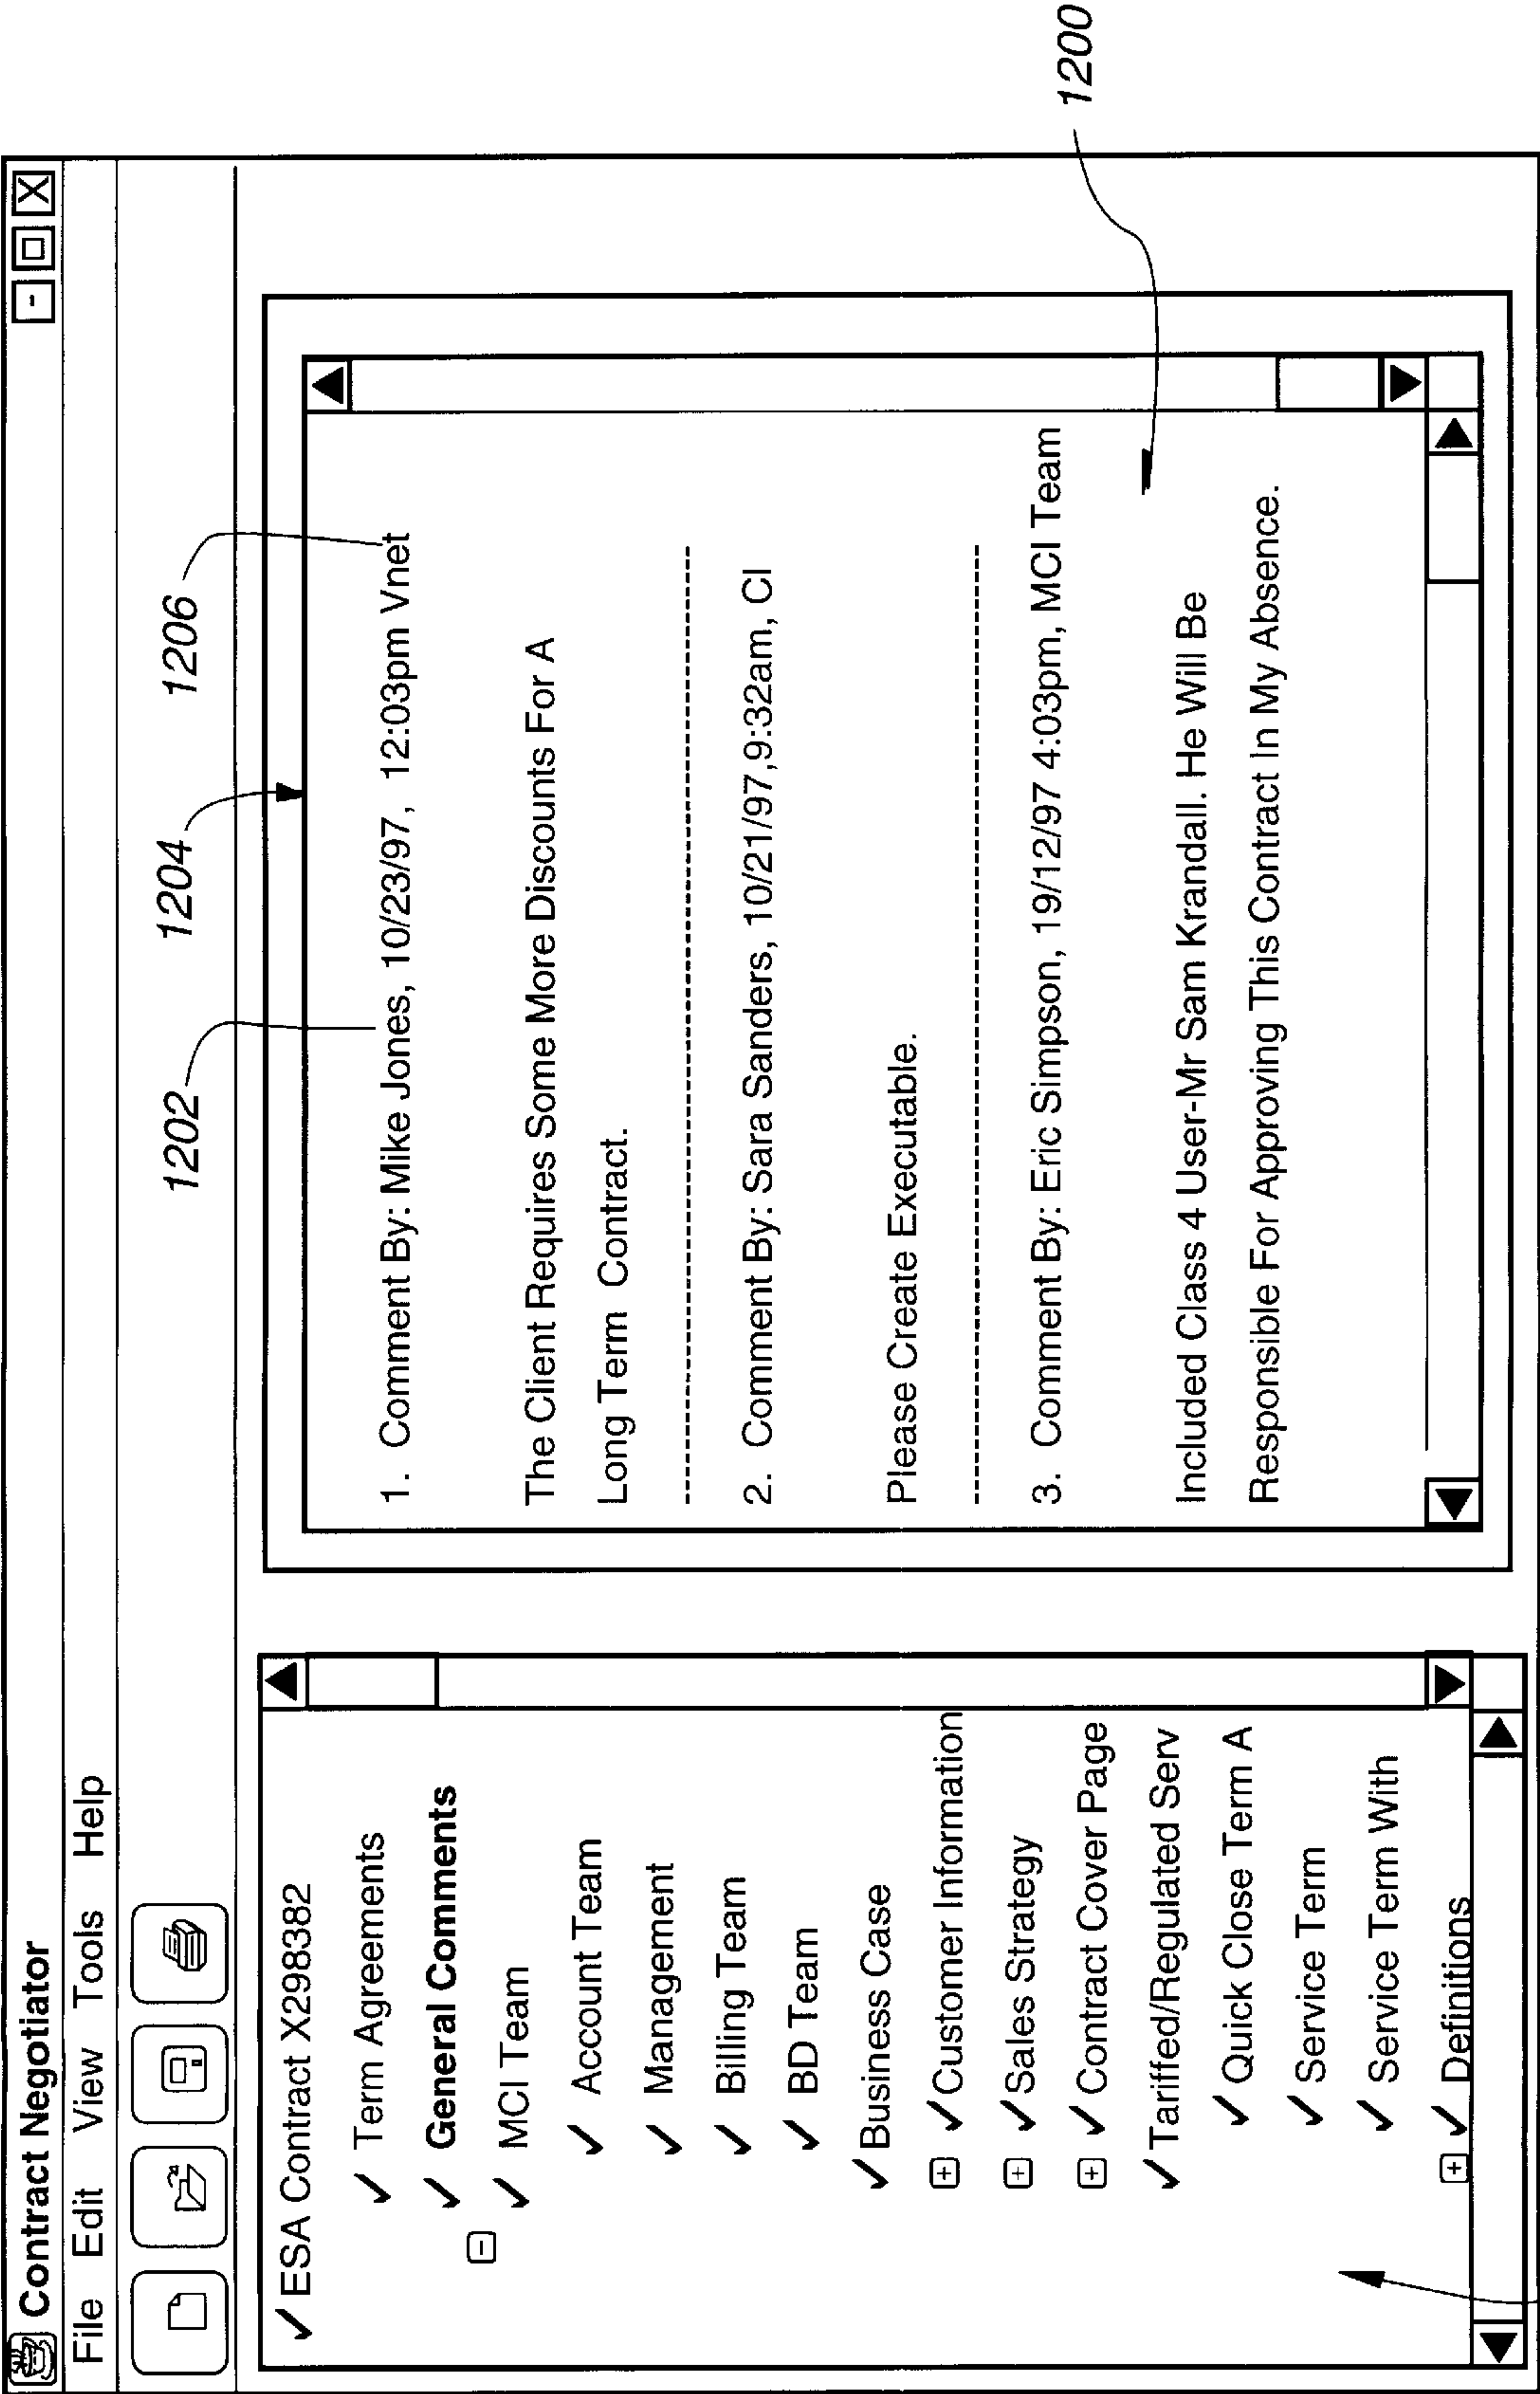 Contract Negotiator
File Edit View Tools Help
1202
1204
1206
ESA Contract X298382
Term Agreements
General Comments
MCI Team
Account Team
Management
Billing Team
BD Team
Business Case
Customer Information
Sales Strategy
Contract Cover Page
Tariffed/Regulated Serv
Quick Close Term A
Service Term
Service Term With
Definitions
1. Comment By: Mike Jones, 10/23/97, 12:03pm Vnet
The Client Requires Some More Discounts For A
Long Term Contract.
2. Comment By: Sara Sanders, 10/21/97,9:32am, CI
Please Create Executable.
3. Comment By: Eric Simpson, 19/12/97 4:03pm, MCI Team
Included Class 4 User-Mr Sam Krandall. He Will Be
Responsible For Approving This Contract In My Absence.
1200